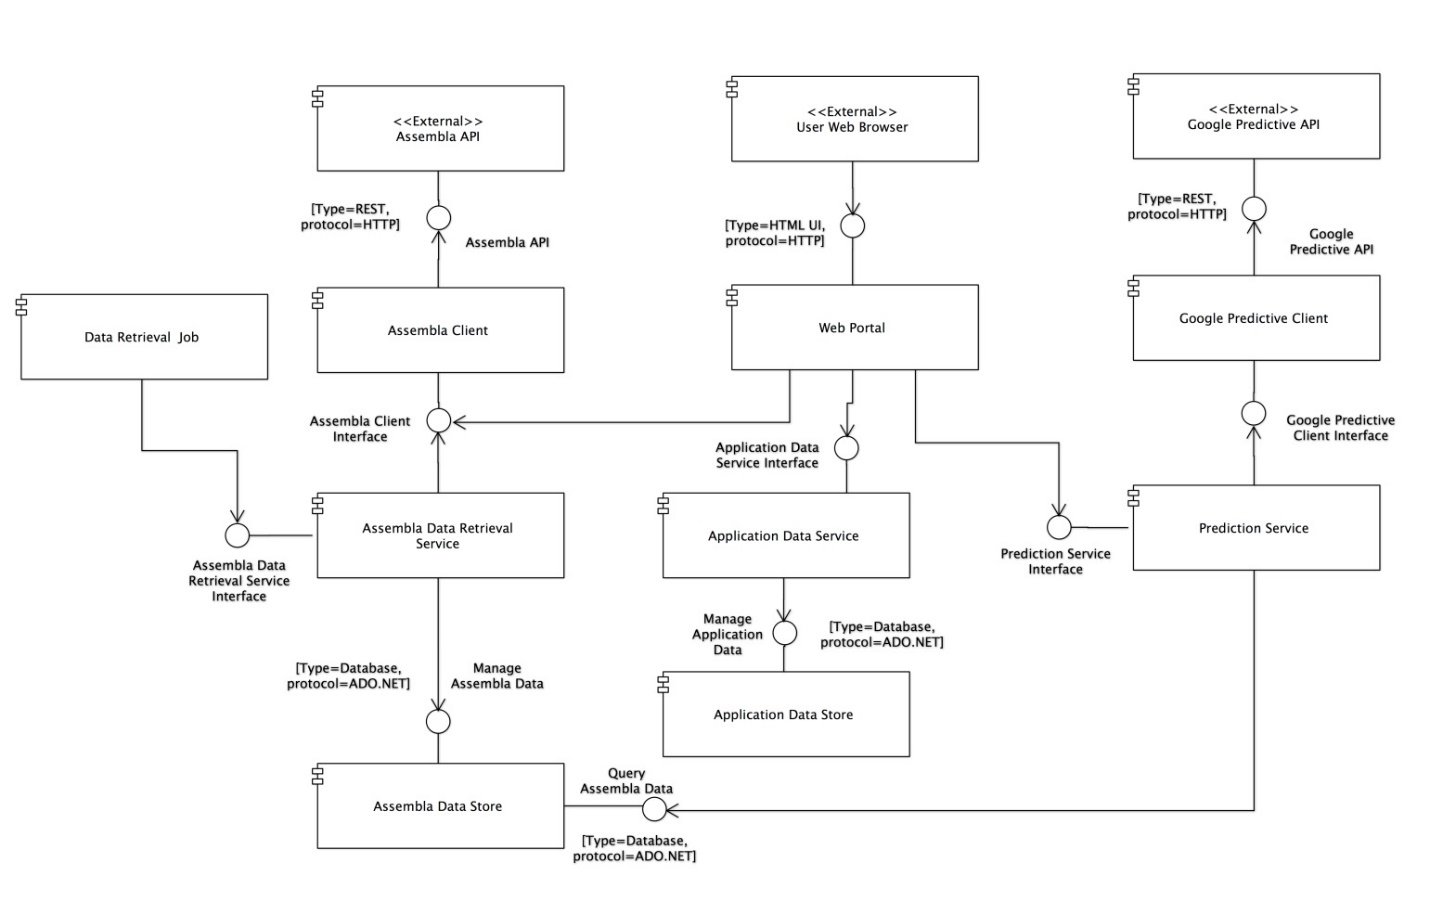 <<External>>
Assembla API
<<External>>
User Web Browser
<<External>>
Google Predictive API
[Type=REST,
protocol=HTTP]
Assembla API
[Type=HTML UI,
protocol=HTTP]
[Type=REST,
protocol=HTTP]
Google
Predictive API
Data Retrieval  Job
Assembla Client
Web Portal
Google Predictive Client
Assembla Client
Interface
Application Data
Service Interface
Google Predictive
Client Interface
Assembla Data Retrieval
Service
Application Data Service
Prediction Service
Assembla Data
Retrieval Service
Interface
Prediction Service
Interface
Manage
Application
Data
[Type=Database,
protocol=ADO.NET]
[Type=Database,
protocol=ADO.NET]
Manage
Assembla Data
Application Data Store
Assembla Data Store
Query
Assembla Data
[Type=Database,
protocol=ADO.NET]